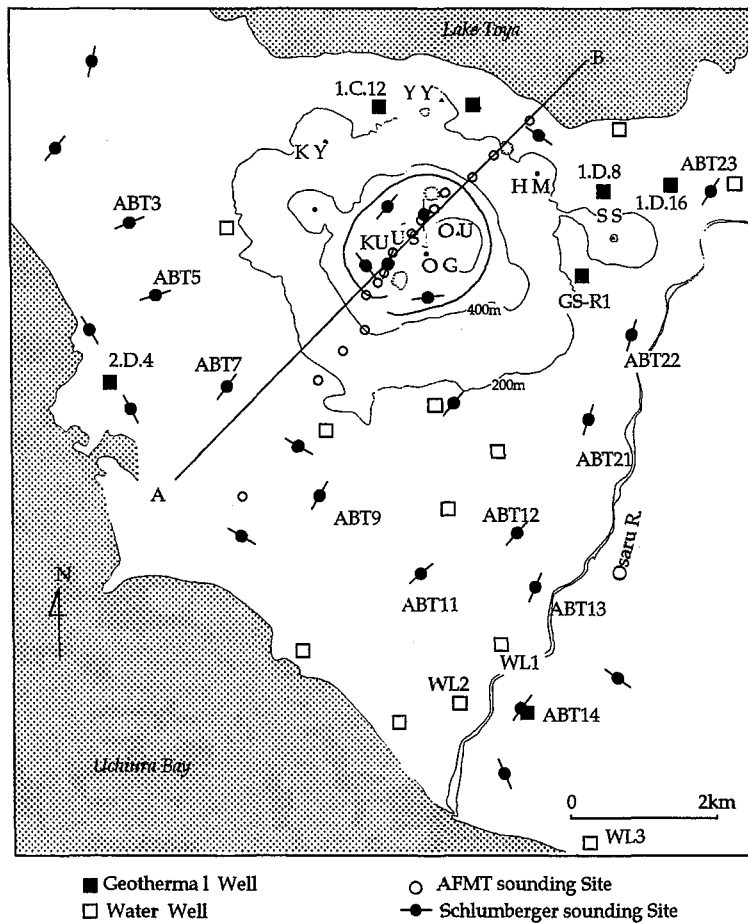 Lake Toya
B
1.C.12
Y Y
K Y
H M
1.D.8
1.D.16
ABT23
S S
ABT3
KU
U S
O U
O G
ABT5
400m
GS-R1
ABT22
2.D.4
ABT7
200m
ABT21
A
ABT9
ABT12
Osaru R.
N
ABT11
ABT13
WL1
WL2
ABT14
Uchiura Bay
0 2km
WL3
Geotherma l Well
AFMT sounding Site
Water Well
Schlumberger sounding Site